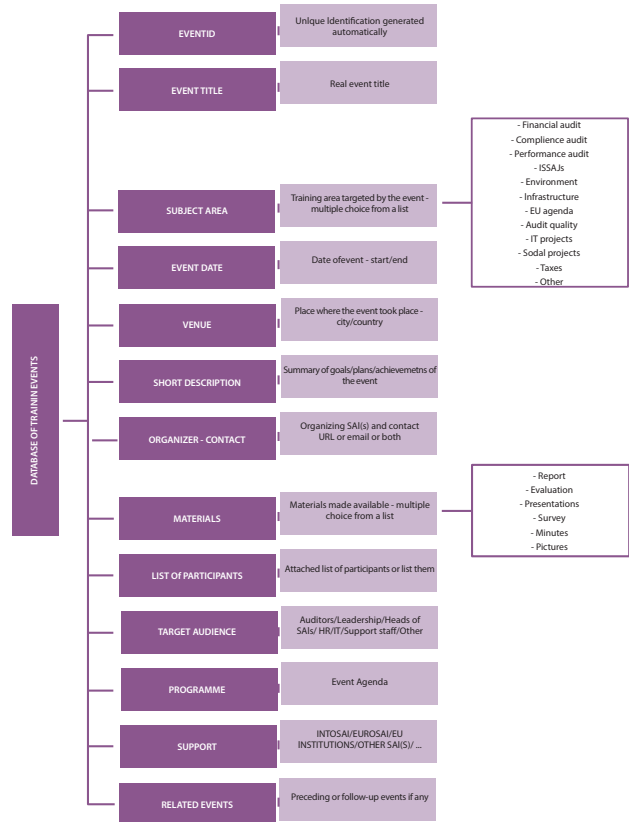 DATABASE OF TRAININ EVENTS
EVENTID
UnIque Identification generated
automatically
EVENT TITLE
Real event title
SUBJECT AREA
Training area targeted by the event -
multiple choice from a list
- Financial audit
- Complience audit
- Performance audit
- ISSAJs
- Environment
- Infrastructure
- EU agenda
- Audit quality
- IT projects
- Sodal projects
- Taxes
- Other
EVENT DATE
Date ofevent - start/end
VENUE
Place where the event took place -
city/country
SHORT DESCRIPTION
Summary of goals/plans/achievemetns of
the event
ORGANIZER - CONTACT
Organizing SAI(s) and contact
URL or email or both
MATERIALS
Materials made available - multiple
choice from a list
- Report
- Evaluation
- Presentations
- Survey
- Minutes
- Pictures
LIST Of PARTICIPANTS
Attached list of participants or list them
TARGET AUDIENCE
Auditors/Leadership/Heads of
SAIs/ HR/IT/Support staff/Other
PROGRAMME
Event Agenda
SUPPORT
INTOSAI/EUROSAI/EU
INSTITUTIONS/OTHER SAI(S)/ ...
RELATED EVENTS
Preceding or follow-up events if any